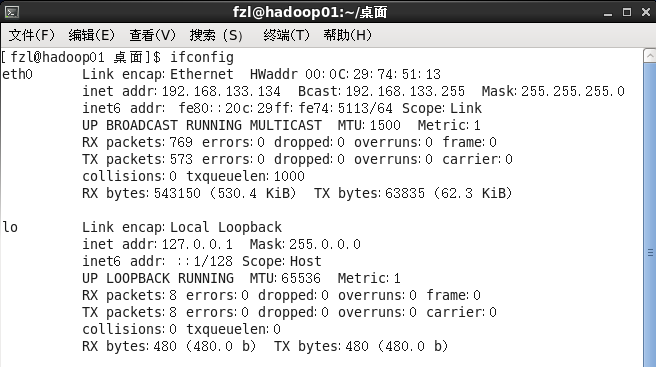 fzl@hadoop01:~/桌面
文件(F) 编辑(E) 查看(V) 搜索 (S) 终端(T) 帮助(H)
[fzl@hadoop01 桌面]$ ifconfig
eth0 Link encap:Ethernet HWaddr 00:0C:29:74:51:13
inet addr:192.168.133.134 Bcast:192.168.133.255 Mask:255.255.255.0
inet6 addr: fe80::20c:29ff:fe74:5113/64 Scope:Link
UP BROADCAST RUNNING MULTICAST MTU:1500 Metric:1
RX packets:769 errors:0 dropped:0 overruns:0 frame:0
TX packets:573 errors:0 dropped:0 overruns:0 carrier:0
collisions:0 txqueuelen:1000
RX bytes:543150 (530.4 KiB) TX bytes:63835 (62.3 KiB)
lo Link encap:Local Loopback
inet addr:127.0.0.1 Mask:255.0.0.0
inet6 addr: ::1/128 Scope:Host
UP LOOPBACK RUNNING MTU:65536 Metric:1
RX packets:8 errors:0 dropped:0 overruns:0 frame:0
TX packets:8 errors:0 dropped:0 overruns:0 carrier:0
collisions:0 txqueuelen:0
RX bytes:480 (480.0 b) TX bytes:480 (480.0 b)